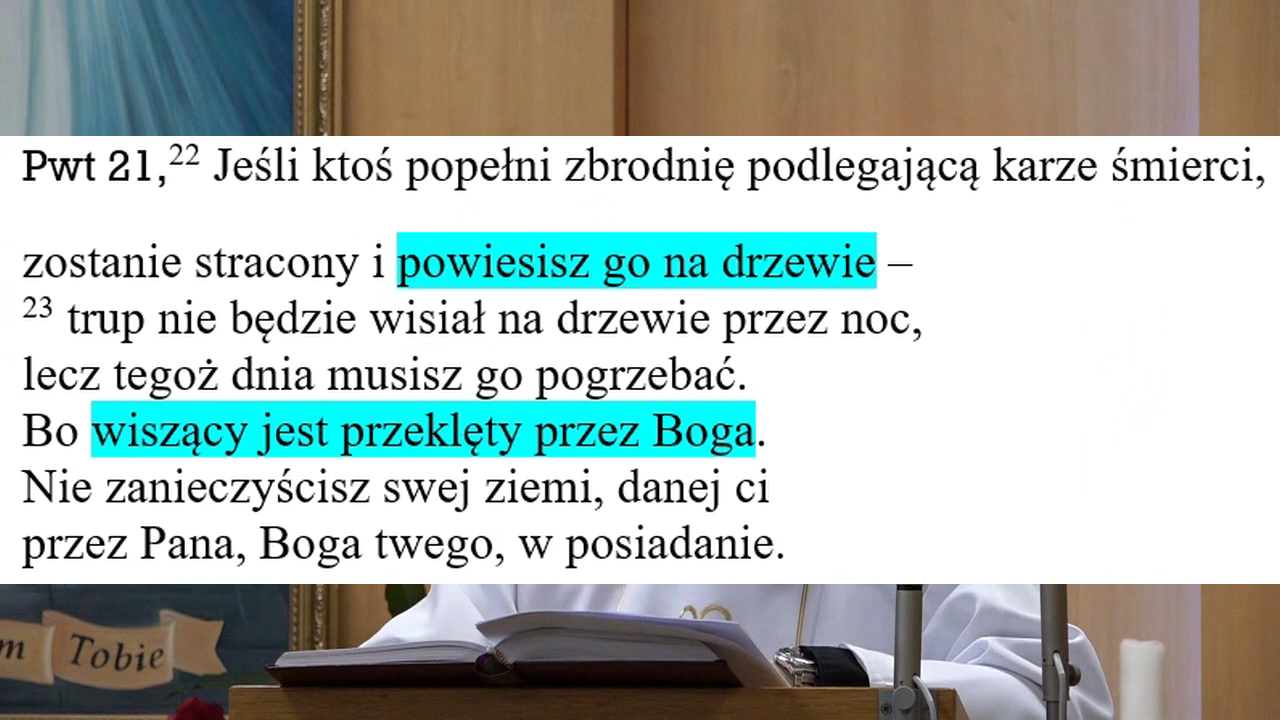 Pwt 21,²² Jeśli ktoś popełni zbrodnię podlegającą karze śmierci,
zostanie stracony i powiesisz go na drzewie –
²³ trup nie będzie wisiał na drzewie przez noc,
lecz tegoż dnia musisz go pogrzebać.
Bo wiszący jest przeklęty przez Boga.
Nie zanieczyścisz swej ziemi, danej ci
przez Pana, Boga twego, w posiadanie.
m Tobie